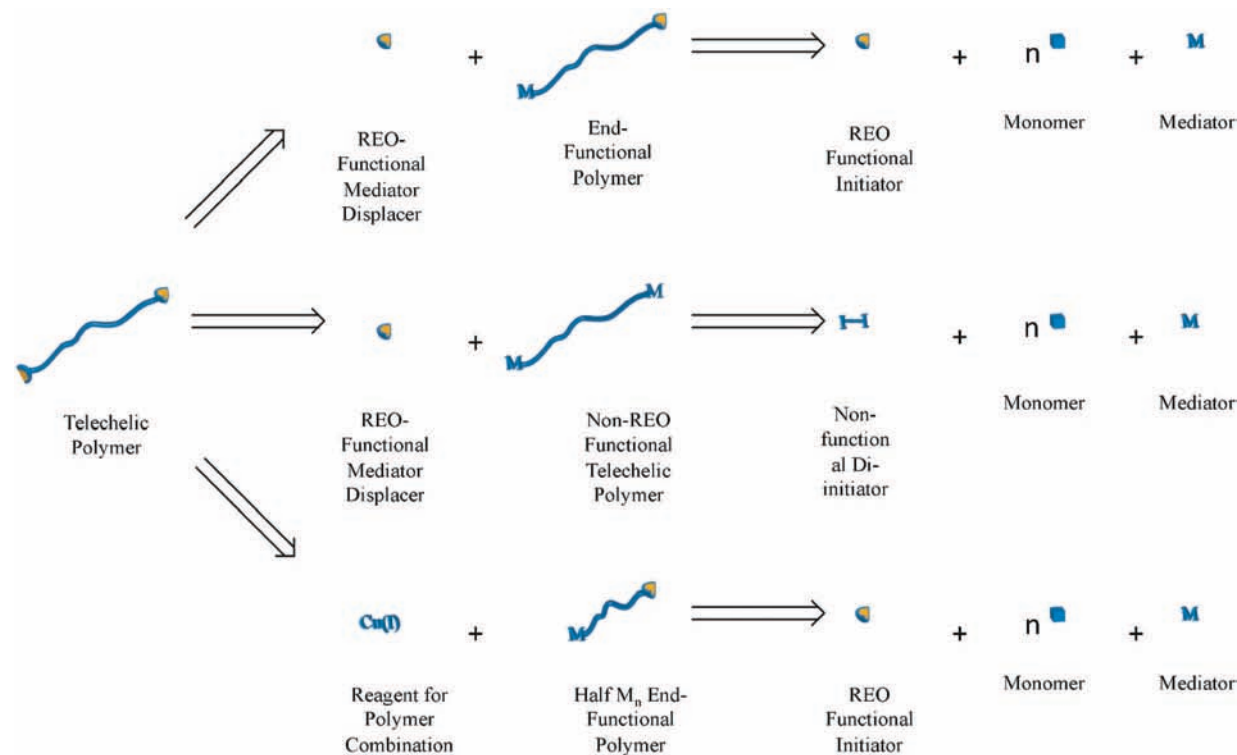 +
n
+
M
+
M
REO-
Functional
Mediator
Displacer
End-
Functional
Polymer
REO
Functional
Initiator
Monomer
Mediator
M
+
M
I-I
+
n
+
M
Telechelic
Polymer
REO-
Functional
Mediator
Displacer
Non-REO
Functional
Telechelic
Polymer
Non-
function
al Di-
initiator
Monomer
Mediator
Cu(I)
+
M
+
n
+
M
Reagent for
Polymer
Combination
Half Mn End-
Functional
Polymer
REO
Functional
Initiator
Monomer
Mediator